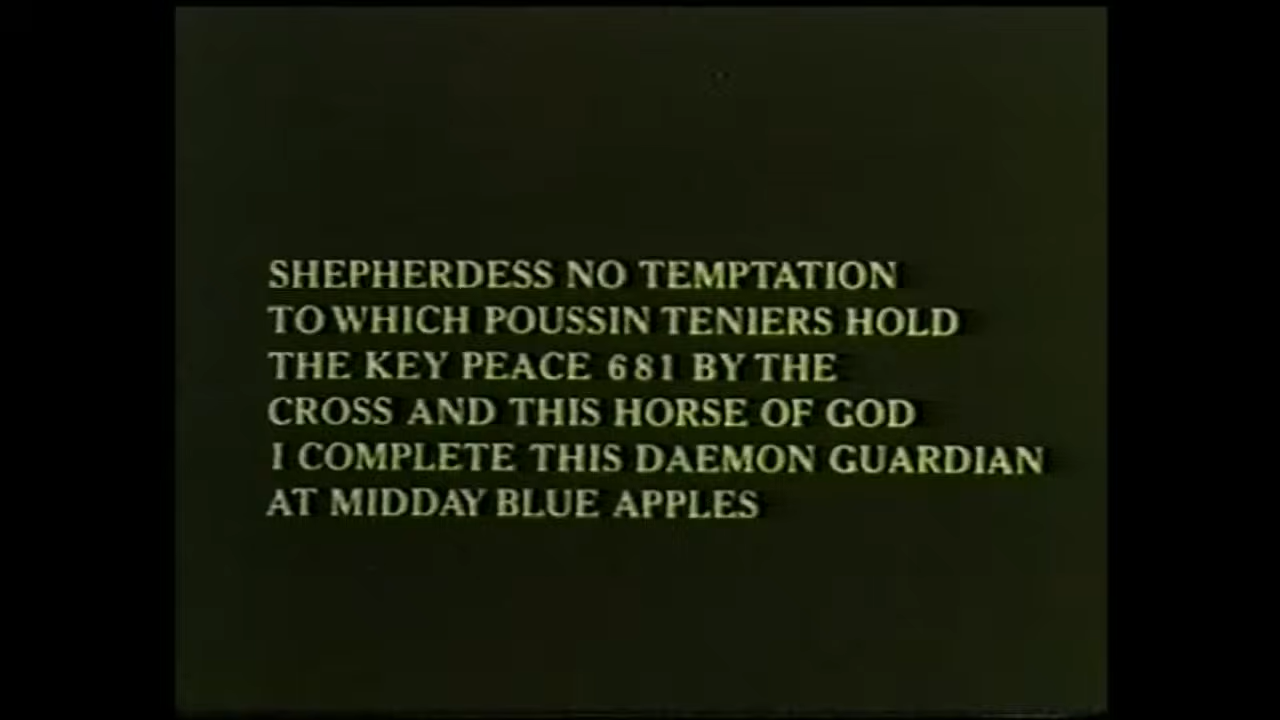 SHEPHERDESS NO TEMPTATION
TO WHICH POUSSIN TENIERS HOLD
THE KEY PEACE 681 BY THE
CROSS AND THIS HORSE OF GOD
I COMPLETE THIS DAEMON GUARDIAN
AT MIDDAY BLUE APPLES